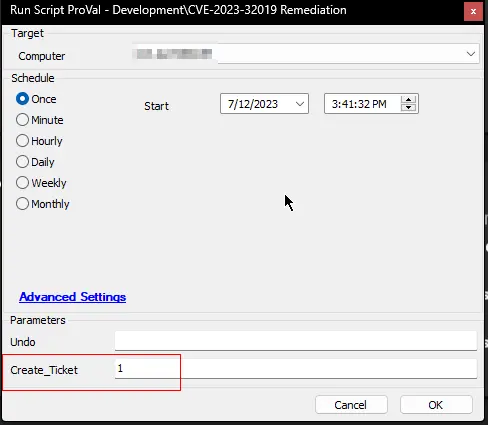 Run Script ProVal - Development\CVE-2023-32019 Remediation x
Target
Computer
Schedule
Once Start 7/12/2023 3:41:32 PM
Minute
Hourly
Daily
Weekly
Monthly
Advanced Settings
Parameters
Undo
Create_Ticket 1
Cancel OK